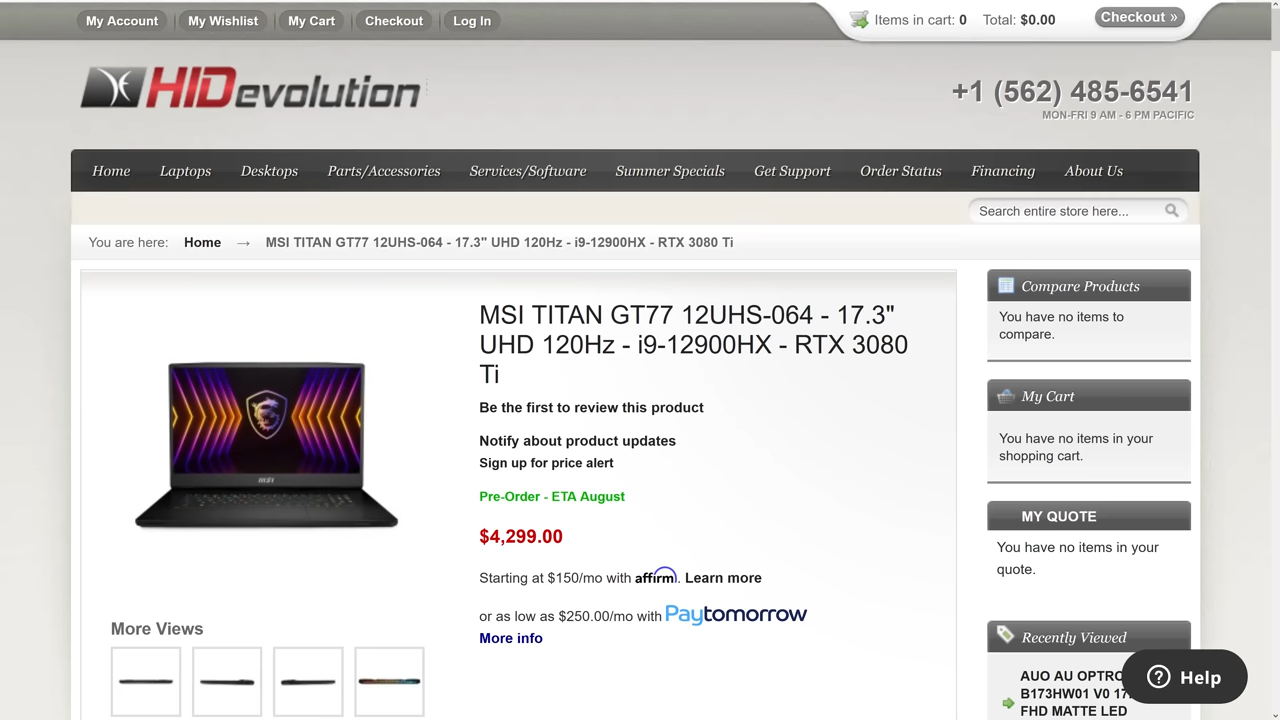 My Account
My Wishlist
My Cart
Checkout
Log In
Items in cart: 0 Total: $0.00
Checkout »
HIDevolution
+1 (562) 485-6541
MON-FRI 9 AM - 6 PM PACIFIC
Home Laptops Desktops Parts/Accessories Services/Software Summer Specials Get Support Order Status Financing About Us
Search entire store here...
You are here: Home → MSI TITAN GT77 12UHS-064 - 17.3" UHD 120Hz - i9-12900HX - RTX 3080 Ti
MSI TITAN GT77 12UHS-064 - 17.3"
UHD 120Hz - i9-12900HX - RTX 3080
Ti
Be the first to review this product
Notify about product updates
Sign up for price alert
Pre-Order - ETA August
$4,299.00
Starting at $150/mo with affirm. Learn more
or as low as $250.00/mo with Paytomorrow
More info
msi
More Views
Compare Products
You have no items to
compare.
My Cart
You have no items in your
shopping cart.
MY QUOTE
You have no items in your
quote.
Recently Viewed
AUO AU OPTRO
B173HW01 V0 17.
FHD MATTE LED
Help